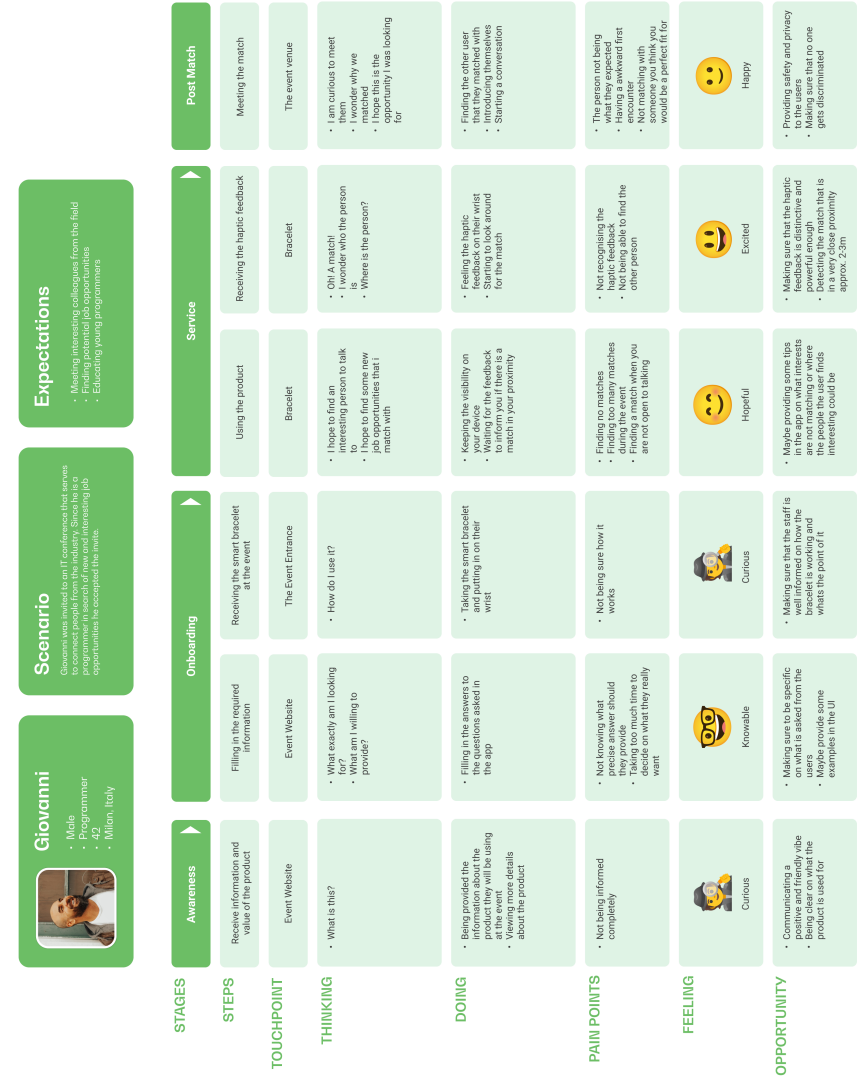 Giovanni
• Male
• Programmer
• 42
• Milan, Italy
Scenario
Giovanni was invited to an IT conference that serves
to connect people from the industry. Since he is a
programmer in search of new and interesting job
opportunities he accepted the invite.
Expectations
• Meeting interesting colleagues from the field
• Finding potential job opportunities
• Educating young programmers
STAGES
Awareness
Onboarding
Service
Post Match
STEPS
Receive information and
value of the product
Filling in the required
information
Receiving the smart bracelet
at the event
Using the product
Receiving the haptic feedback
Meeting the match
TOUCHPOINT
Event Website
Event Website
The Event Entrance
Bracelet
Bracelet
The event venue
THINKING
• What is this?
• What exactly am I looking
for?
• What am I willing to
provide?
• How do I use it?
• I hope to find an
interesting person to talk
to
• I hope to find some new
job opportunities that i
match with
• Oh! A match!
• I wonder who the person
is
• Where is the person?
• I am curious to meet
them
• I wonder why we
matched
• I hope this is the
opportunity I was looking
for
DOING
• Being provided the
information about the
product they will be using
at the event
• Viewing more details
about the product
• Filling in the answers to
the questions asked in
the app
• Taking the smart bracelet
and putting in on their
wrist
• Keeping the visibility on
your device
• Waiting for the feedback
to inform you if there is a
match in your proximity
• Feeling the haptic
feedback on their wrist
• Starting to look around
for the match
• Finding the other user
that they matched with
• Introducing themselves
• Starting a conversation
PAIN POINTS
• Not being informed
completely
• Not knowing what
precise answer should
they provide
• Taking too much time to
decide on what they really
want
• Not being sure how it
works
• Finding no matches
• Finding too many matches
during the event
• Finding a match when you
are not open to talking
• Not recognising the
haptic feedback
• Not being able to find the
other person
• The person not being
what they expected
• Having a awkward first
encounter
• Not matching with
someone you think you
would be a perfect fit for
FEELING
Curious
Knowable
Curious
Hopeful
Excited
Happy
OPPORTUNITY
• Communicating a
positive and friendly vibe
• Being clear on what the
product is used for
• Making sure to be specific
on what is asked from the
users
• Maybe provide some
examples in the UI
• Making sure that the staff is
well informed on how the
bracelet is working and
whats the point of it
• Maybe providing some tips
in the app on what interests
are not matching or where
the people the user finds
interesting could be
• Making sure that the haptic
feedback is distinctive and
powerful enough
• Detecting the match that is
in a very close proximity
approx. 2-3m
• Providing safety and privacy
to the users
• Making sure that no one
gets discriminated